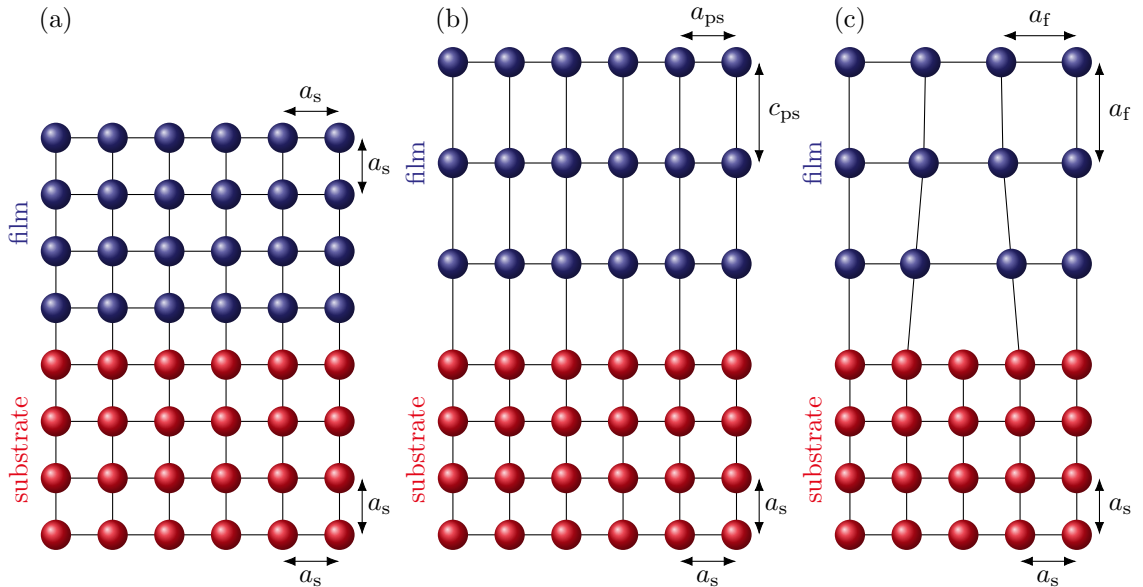 (a)
a_s
a_s
film
substrate
a_s
a_s
(b)
a_ps
c_ps
film
substrate
a_s
a_s
(c)
a_f
a_f
film
substrate
a_s
a_s